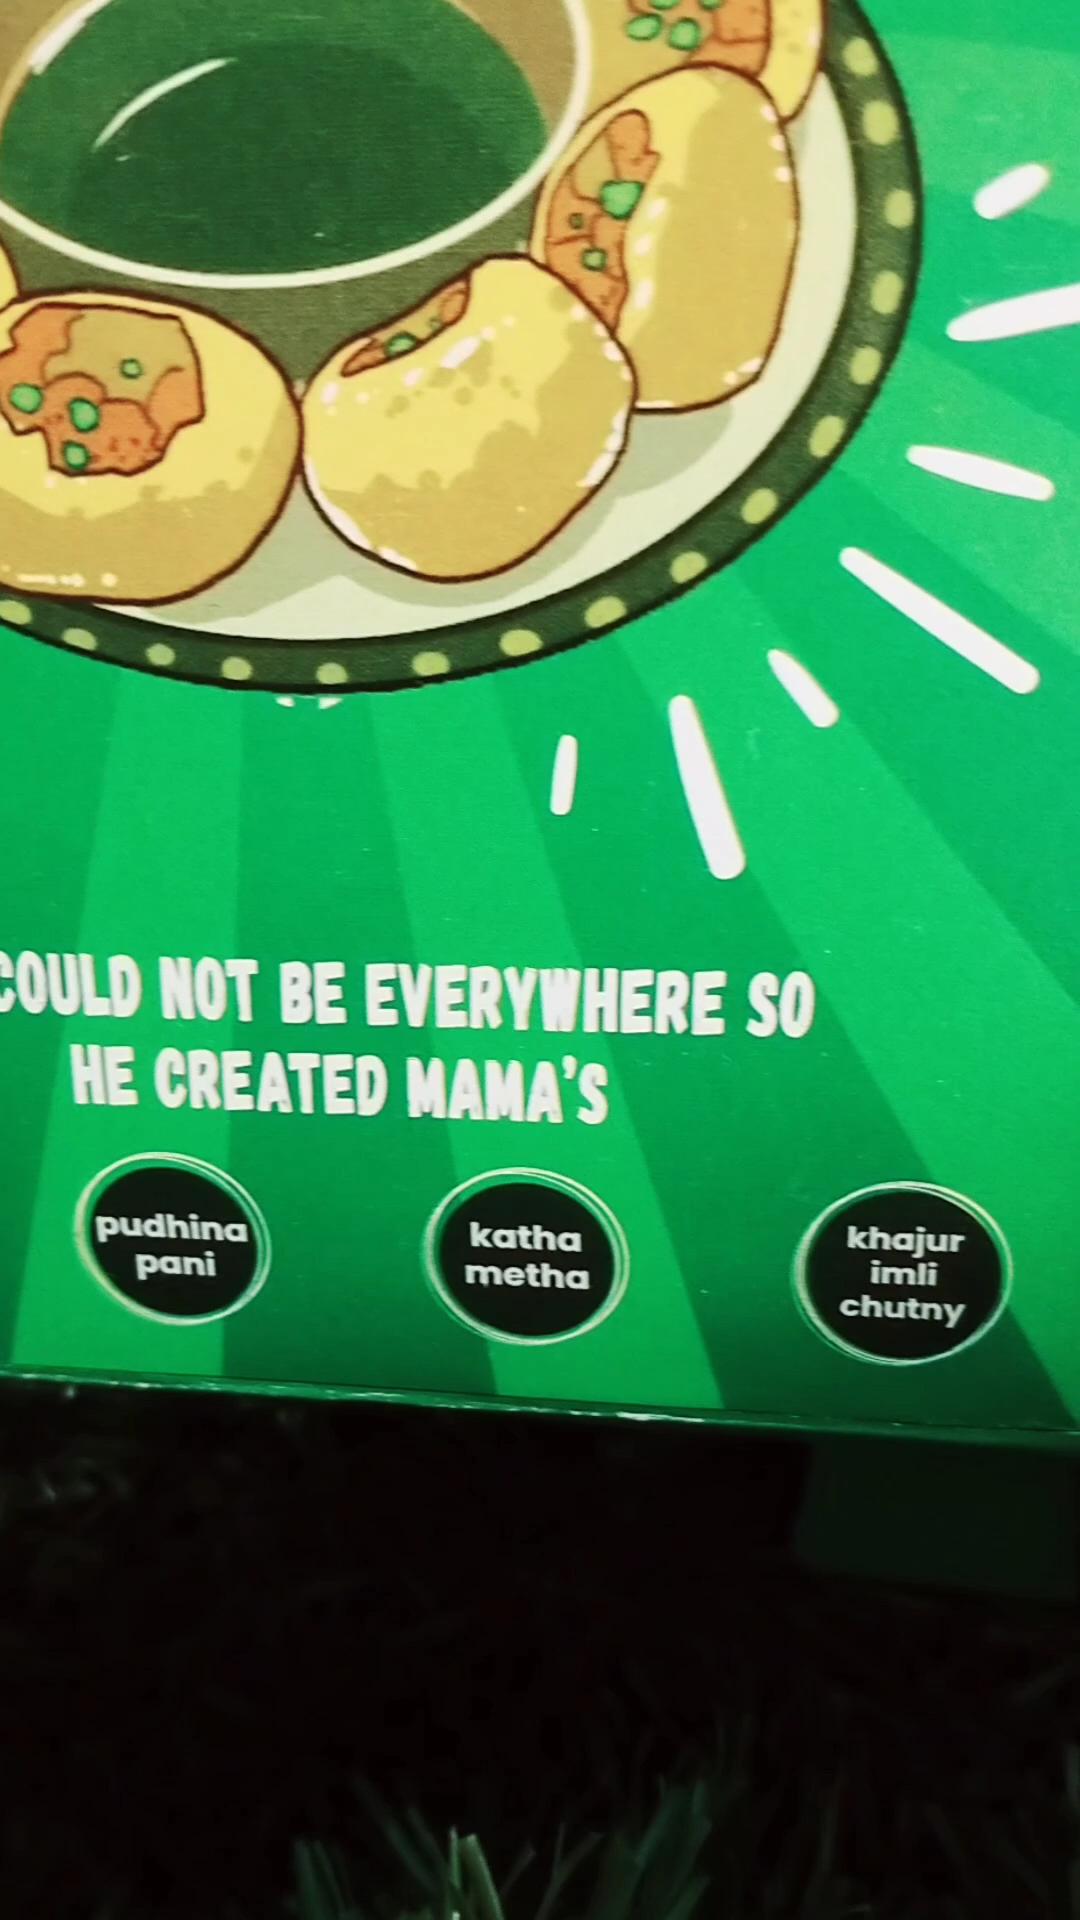 COULD NOT BE EVERYWHERE SO
HE CREATED MAMA'S
pudhina
pani
katha
metha
khajur
imli
chutny